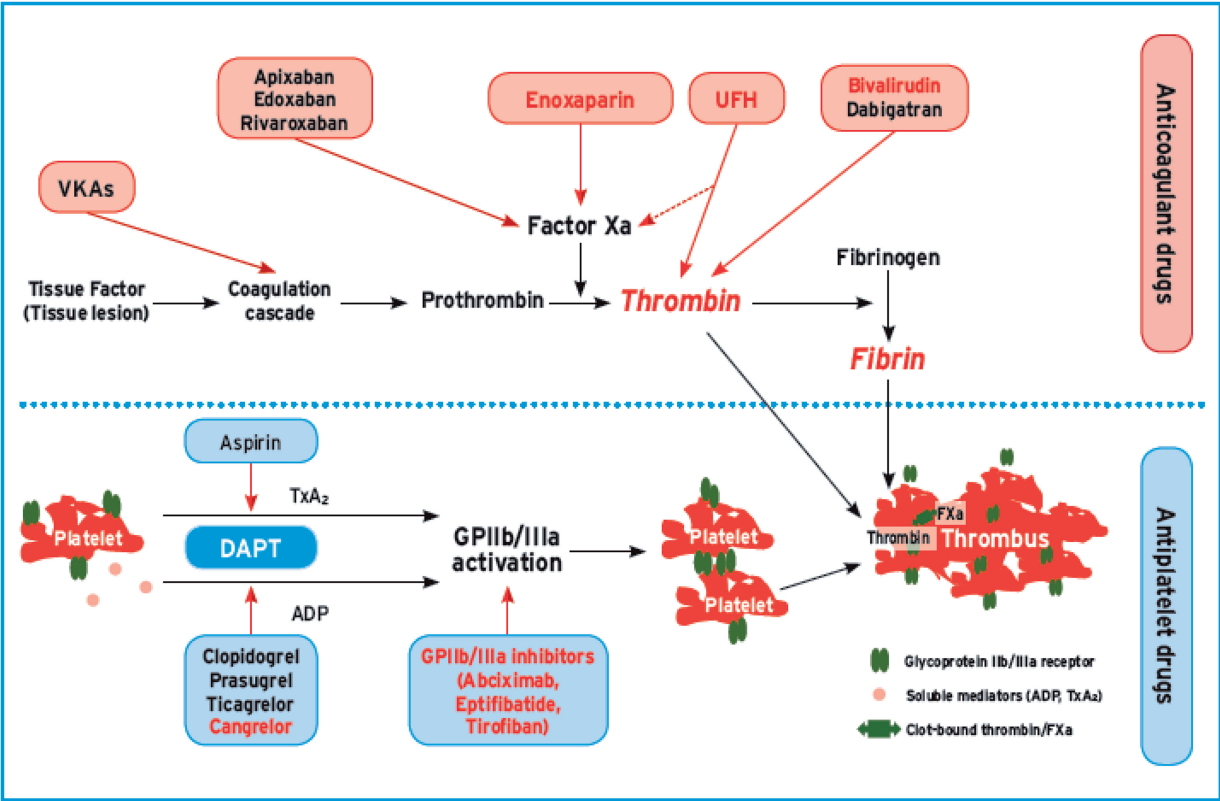 Apixaban
Edoxaban
Rivaroxaban
Enoxaparin
UFH
Bivalirudin
Dabigatran
Anticoagulant drugs
VKAs
Factor Xa
Fibrinogen
Tissue Factor
(Tissue lesion)
Coagulation
cascade
Prothrombin
Thrombin
Fibrin
Aspirin
TxA₂
Platelet
DAPT
GPIIb/IIIa
activation
ADP
Clopidogrel
Prasugrel
Ticagrelor
Cangrelor
GPIIb/IIIa inhibitors
(Abciximab,
Eptifibatide,
Tirofiban)
Platelet
Platelet
FXa
Thrombin
Thrombus
Glycoprotein IIb/IIIa receptor
Soluble mediators (ADP, TxA₂)
Clot-bound thrombin/FXa
Antiplatelet drugs